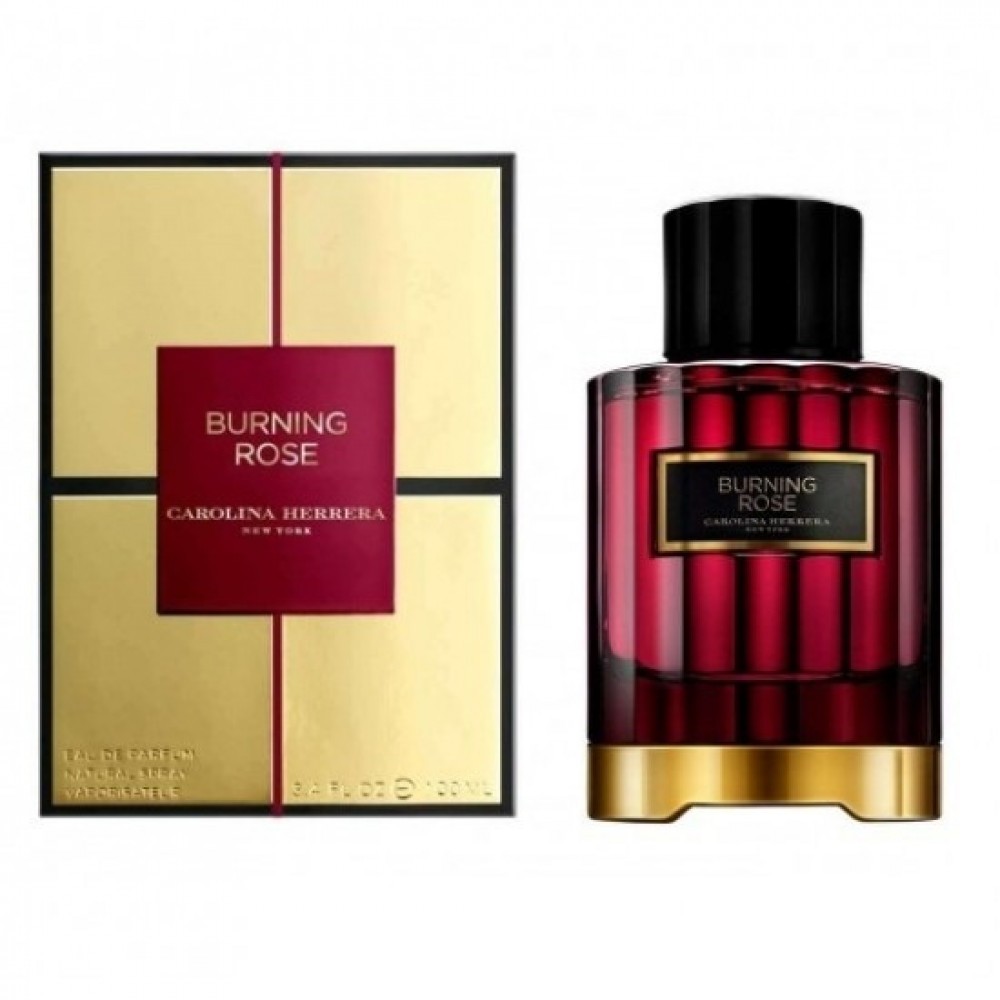 BURNING
ROSE
CAROLINA HERRERA
NEW YORK
EAU DE PARFUM
NATURAL SPRAY
VAPORISATEUR
3.4 FL OZ ℮ 100 ML
BURNING
ROSE
CAROLINA HERRERA
NEW YORK